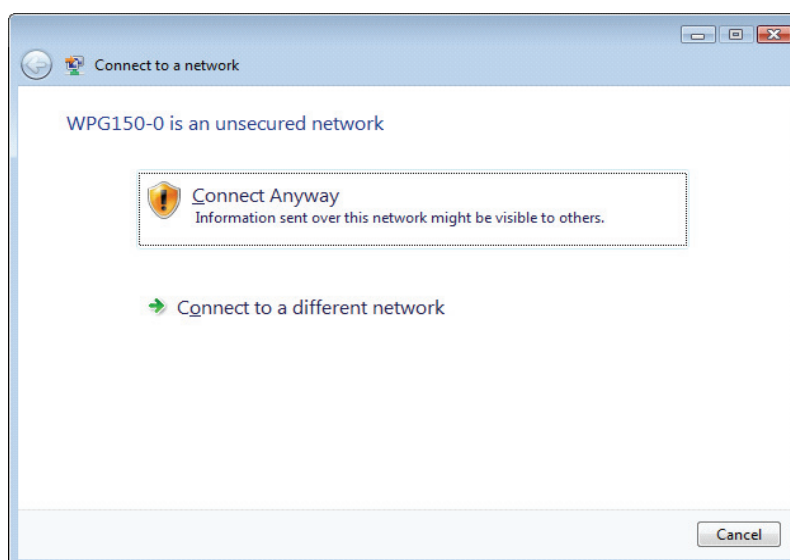 Connect to a network
WPG150-0 is an unsecured network
Connect Anyway
Information sent over this network might be visible to others.
Connect to a different network
Cancel